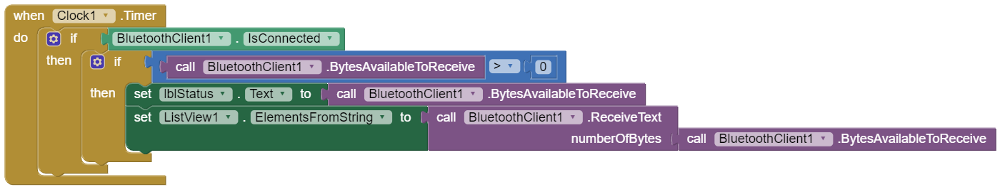 when Clock1 .Timer
do if BluetoothClient1 . IsConnected
then if call BluetoothClient1 .BytesAvailableToReceive > 0
then set lblStatus . Text to call BluetoothClient1 .BytesAvailableToReceive
set ListView1 . ElementsFromString to call BluetoothClient1 .ReceiveText
numberOfBytes call BluetoothClient1 .BytesAvailableToReceive